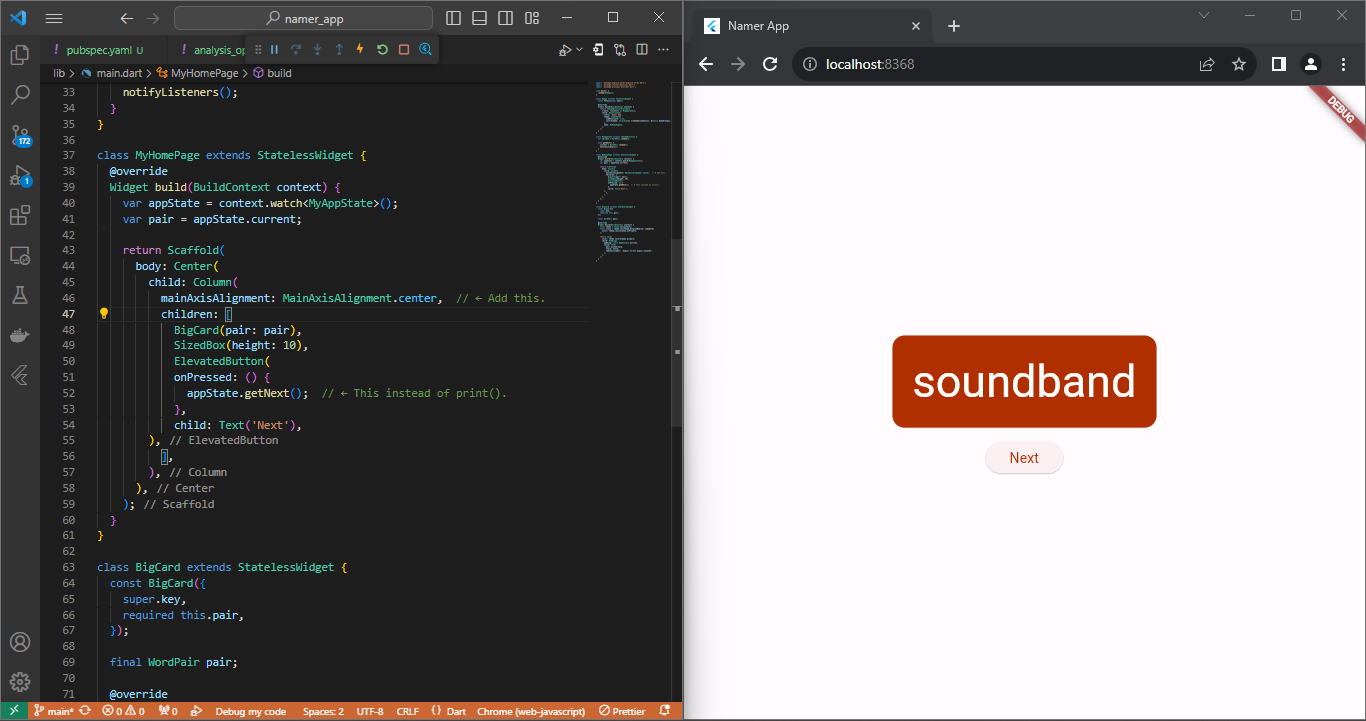 namer_app
pubspec.yaml U
analysis_op
lib > main.dart > MyHomePage > build
33 notifyListeners();
34 }
35 }
36
37 class MyHomePage extends StatelessWidget {
38 @override
39 Widget build(BuildContext context) {
40 var appState = context.watch<MyAppState>();
41 var pair = appState.current;
42
43 return Scaffold(
44 body: Center(
45 child: Column(
46 mainAxisAlignment: MainAxisAlignment.center,  // ← Add this.
47 children: [
48 BigCard(pair: pair),
49 SizedBox(height: 10),
50 ElevatedButton(
51 onPressed: () {
52 appState.getNext();  // ← This instead of print().
53 },
54 child: Text('Next'),
55 ), // ElevatedButton
56 ],
57 ), // Column
58 ), // Center
59 ); // Scaffold
60 }
61 }
62
63 class BigCard extends StatelessWidget {
64 const BigCard({
65 super.key,
66 required this.pair,
67 });
68
69 final WordPair pair;
70
71 @override
172
1
main* 0 0 0 Debug my code Spaces: 2 UTF-8 CRLF {} Dart Chrome (web-javascript) Prettier
Namer App
localhost:8368
DEBUG
soundband
Next